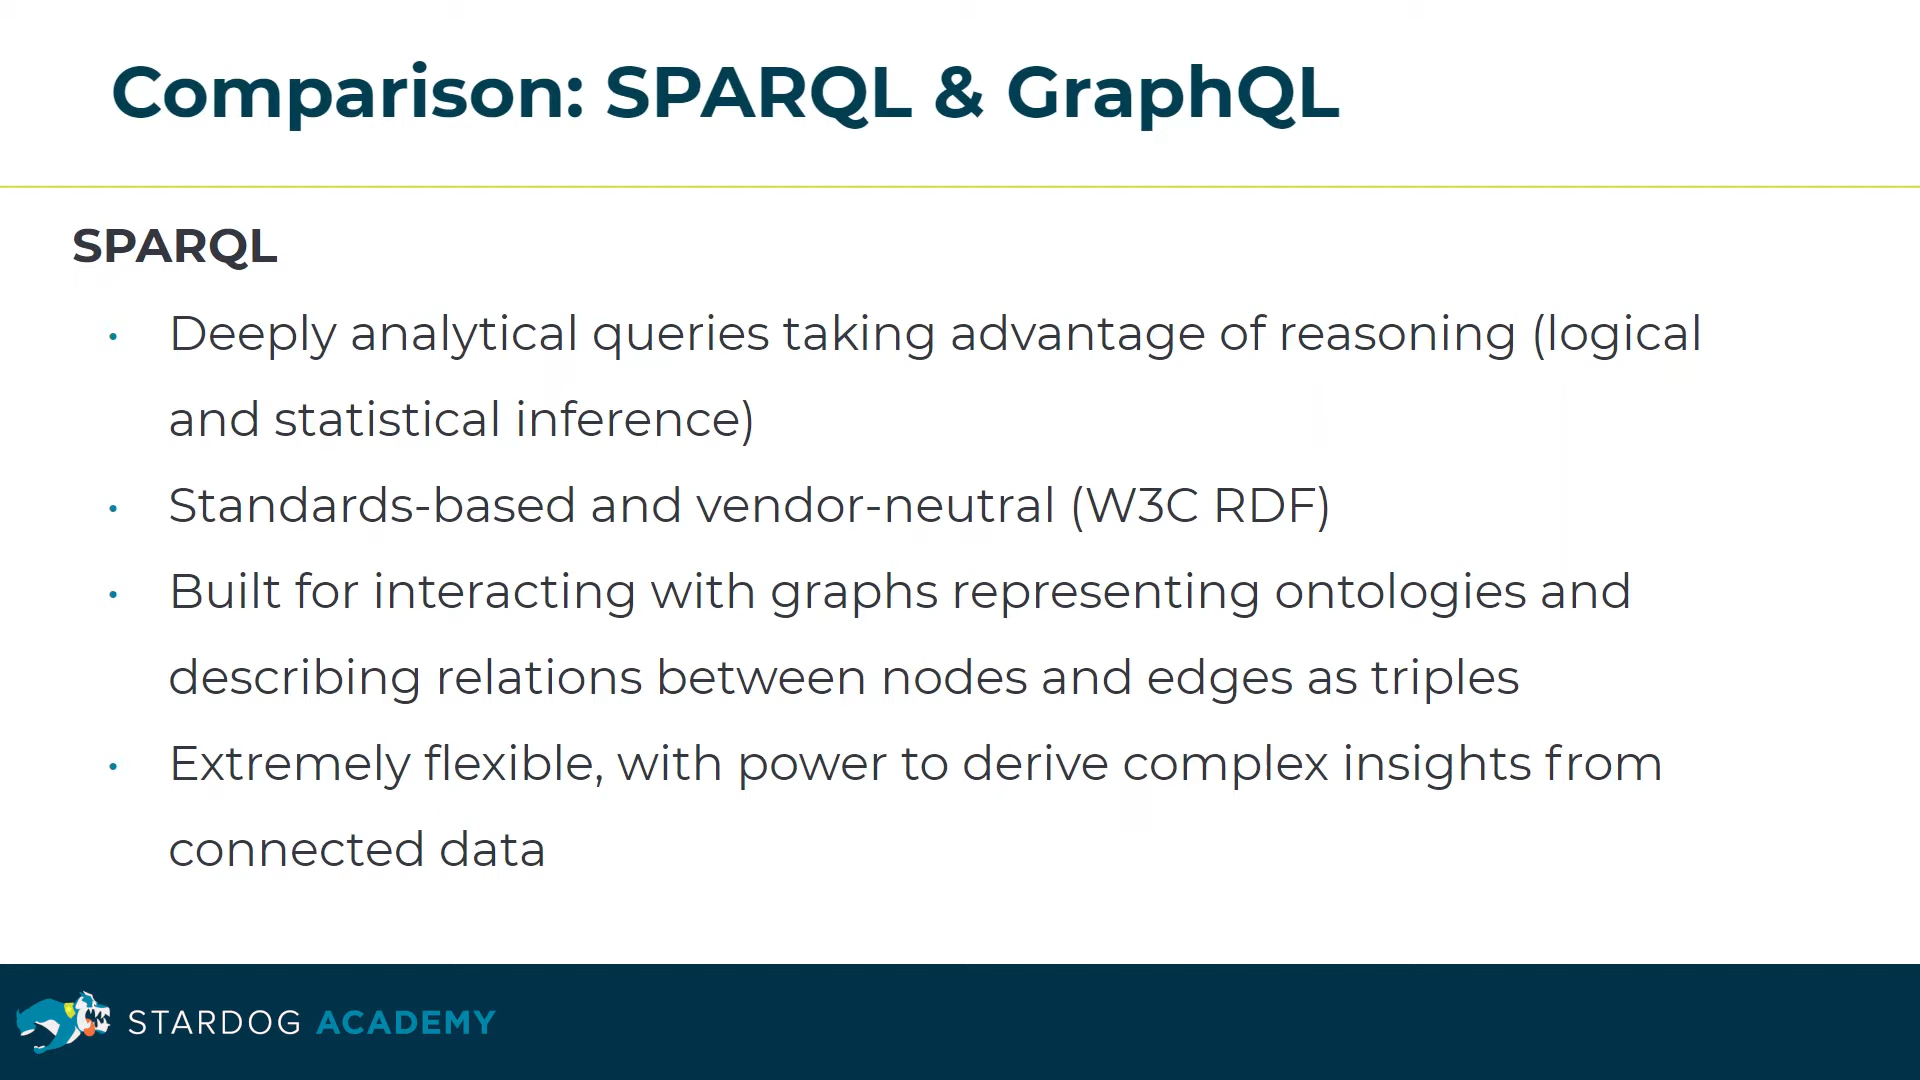 Comparison: SPARQL & GraphQL
SPARQL
• Deeply analytical queries taking advantage of reasoning (logical
and statistical inference)
• Standards-based and vendor-neutral (W3C RDF)
• Built for interacting with graphs representing ontologies and
describing relations between nodes and edges as triples
• Extremely flexible, with power to derive complex insights from
connected data
STARDOG ACADEMY